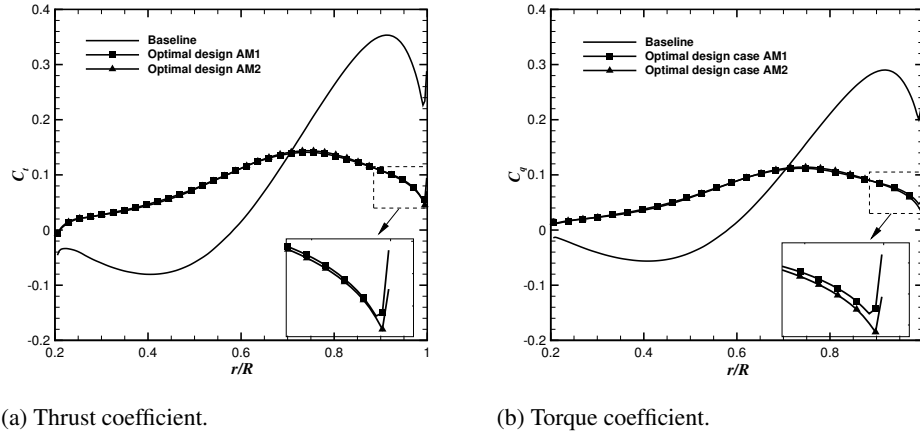 C_t
0.4
0.3
0.2
0.1
0
-0.1
-0.2
0.2
0.4
0.6
0.8
1
r/R
Baseline
Optimal design AM1
Optimal design AM2
C_q
0.4
0.3
0.2
0.1
0
-0.1
-0.2
0.2
0.4
0.6
0.8
r/R
Baseline
Optimal design case AM1
Optimal design case AM2
(a) Thrust coefficient.
(b) Torque coefficient.